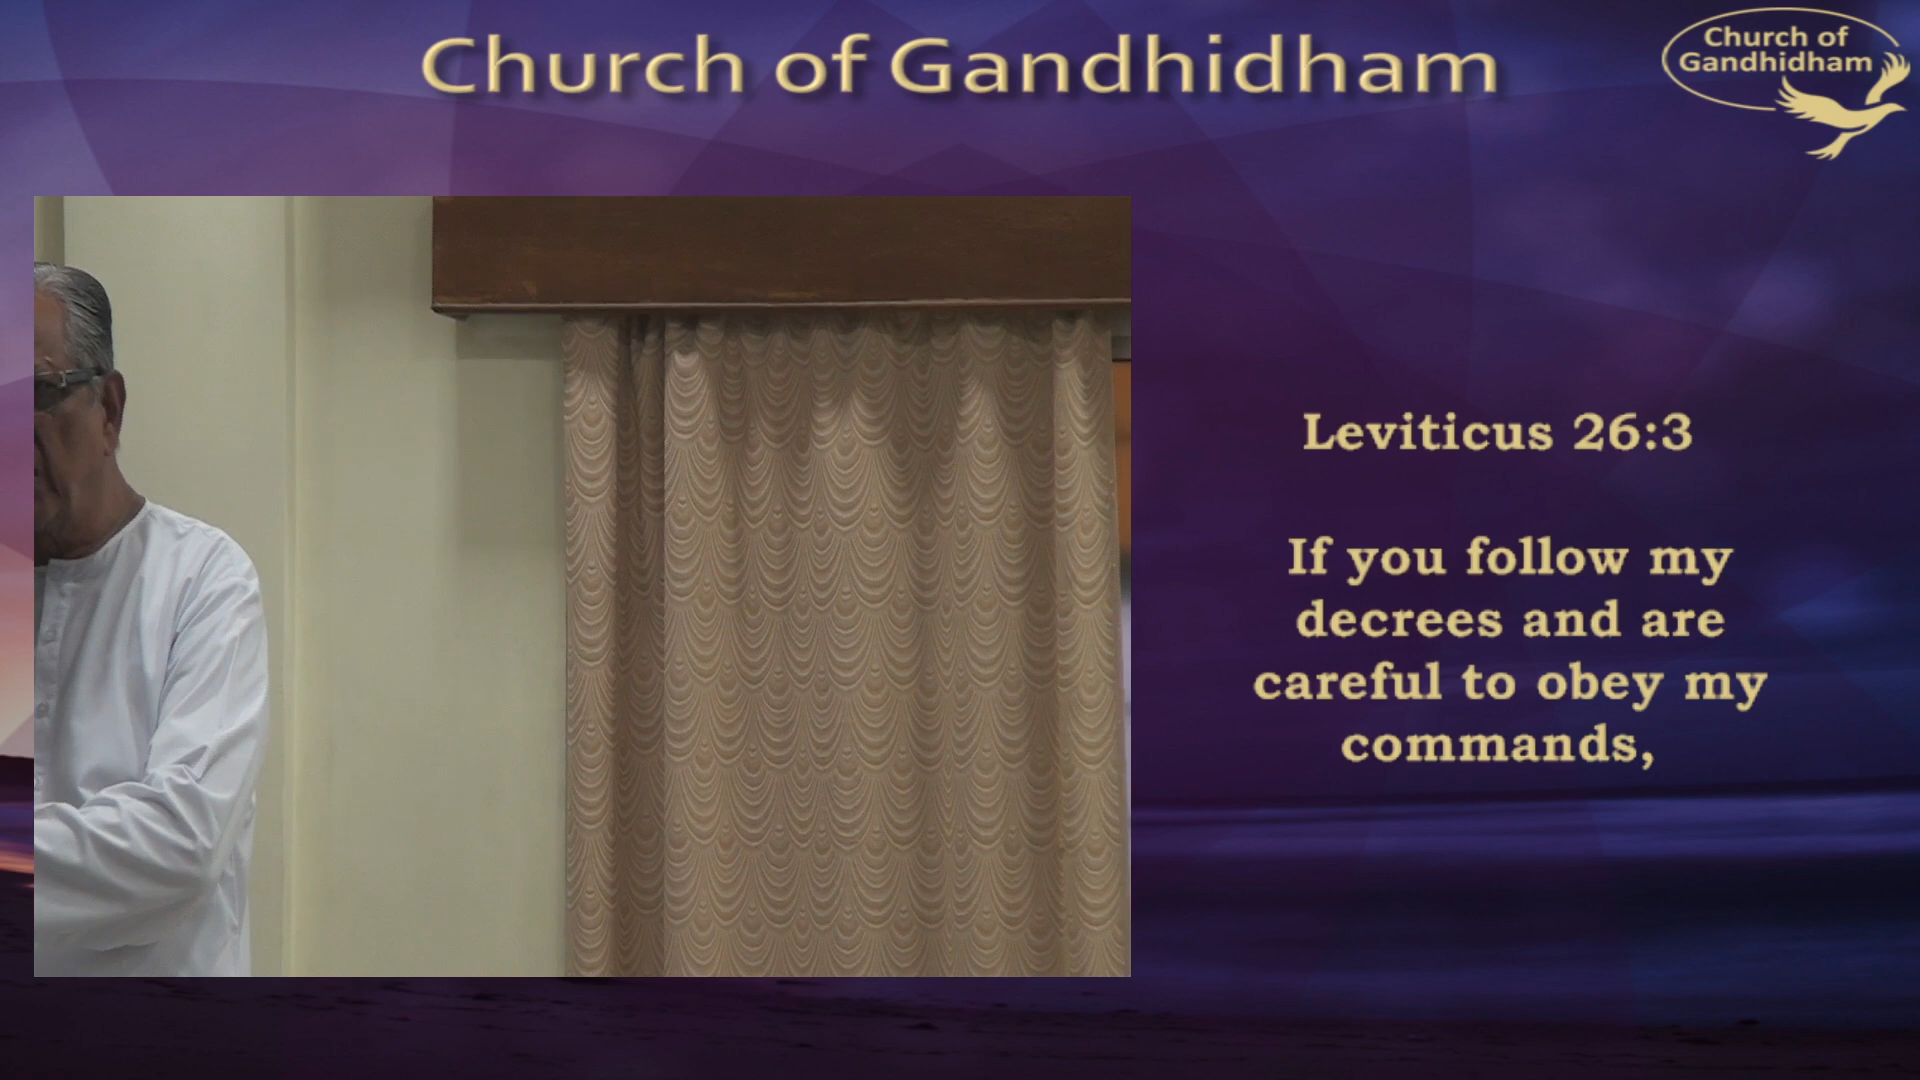 Church of Gandhidham
Church of
Gandhidham
Leviticus 26:3
If you follow my
decrees and are
careful to obey my
commands,